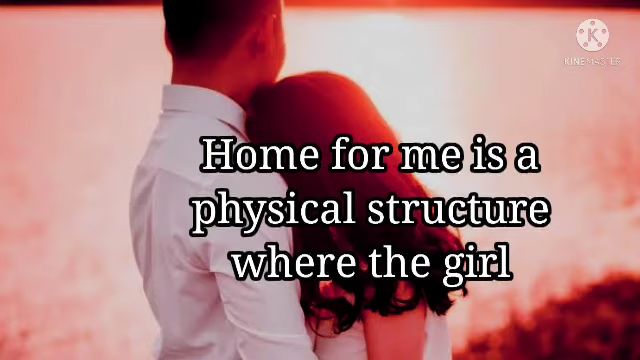 K
KINEMASTER
Home for me is a
physical structure
where the girl